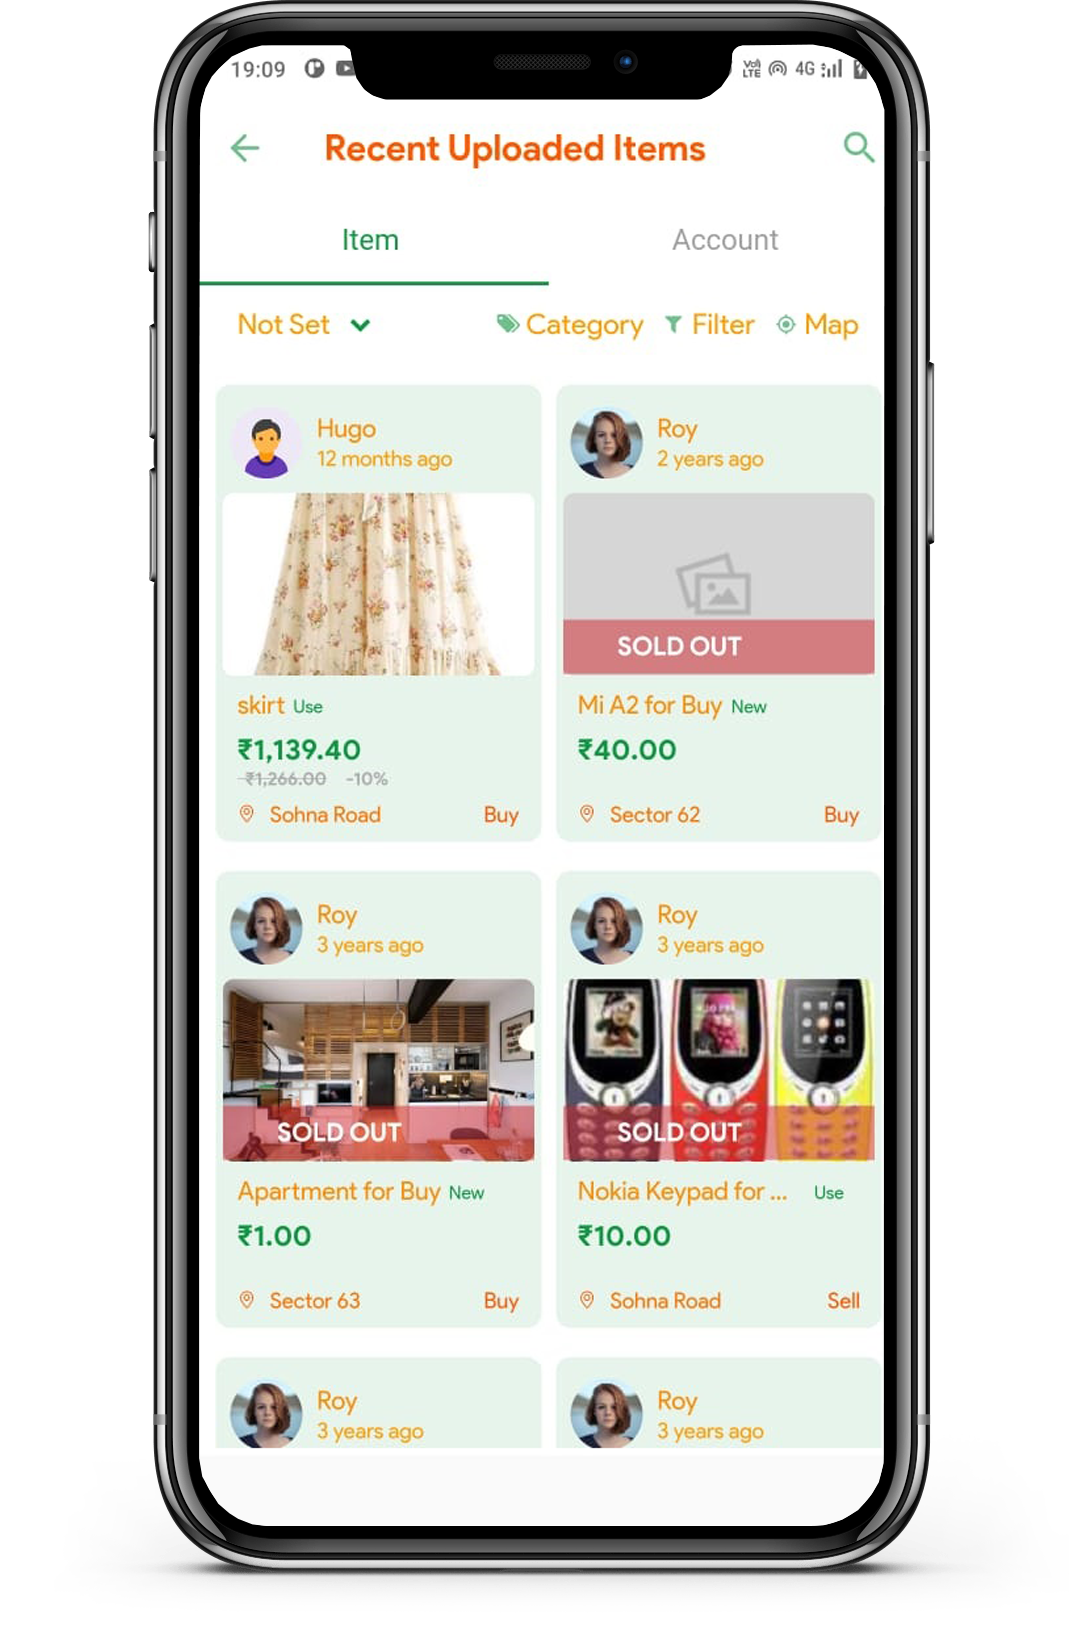 19:09
VoI) LTE 4G
Recent Uploaded Items
Item Account
Not Set Category Filter Map
Hugo
12 months ago
skirt Use
₹1,139.40
₹1,266.00 -10%
Sohna Road Buy
Roy
2 years ago
SOLD OUT
Mi A2 for Buy New
₹40.00
Sector 62 Buy
Roy
3 years ago
SOLD OUT
Apartment for Buy New
₹1.00
Sector 63 Buy
Roy
3 years ago
SOLD OUT
Nokia Keypad for ... Use
₹10.00
Sohna Road Sell
Roy
3 years ago
Roy
3 years ago